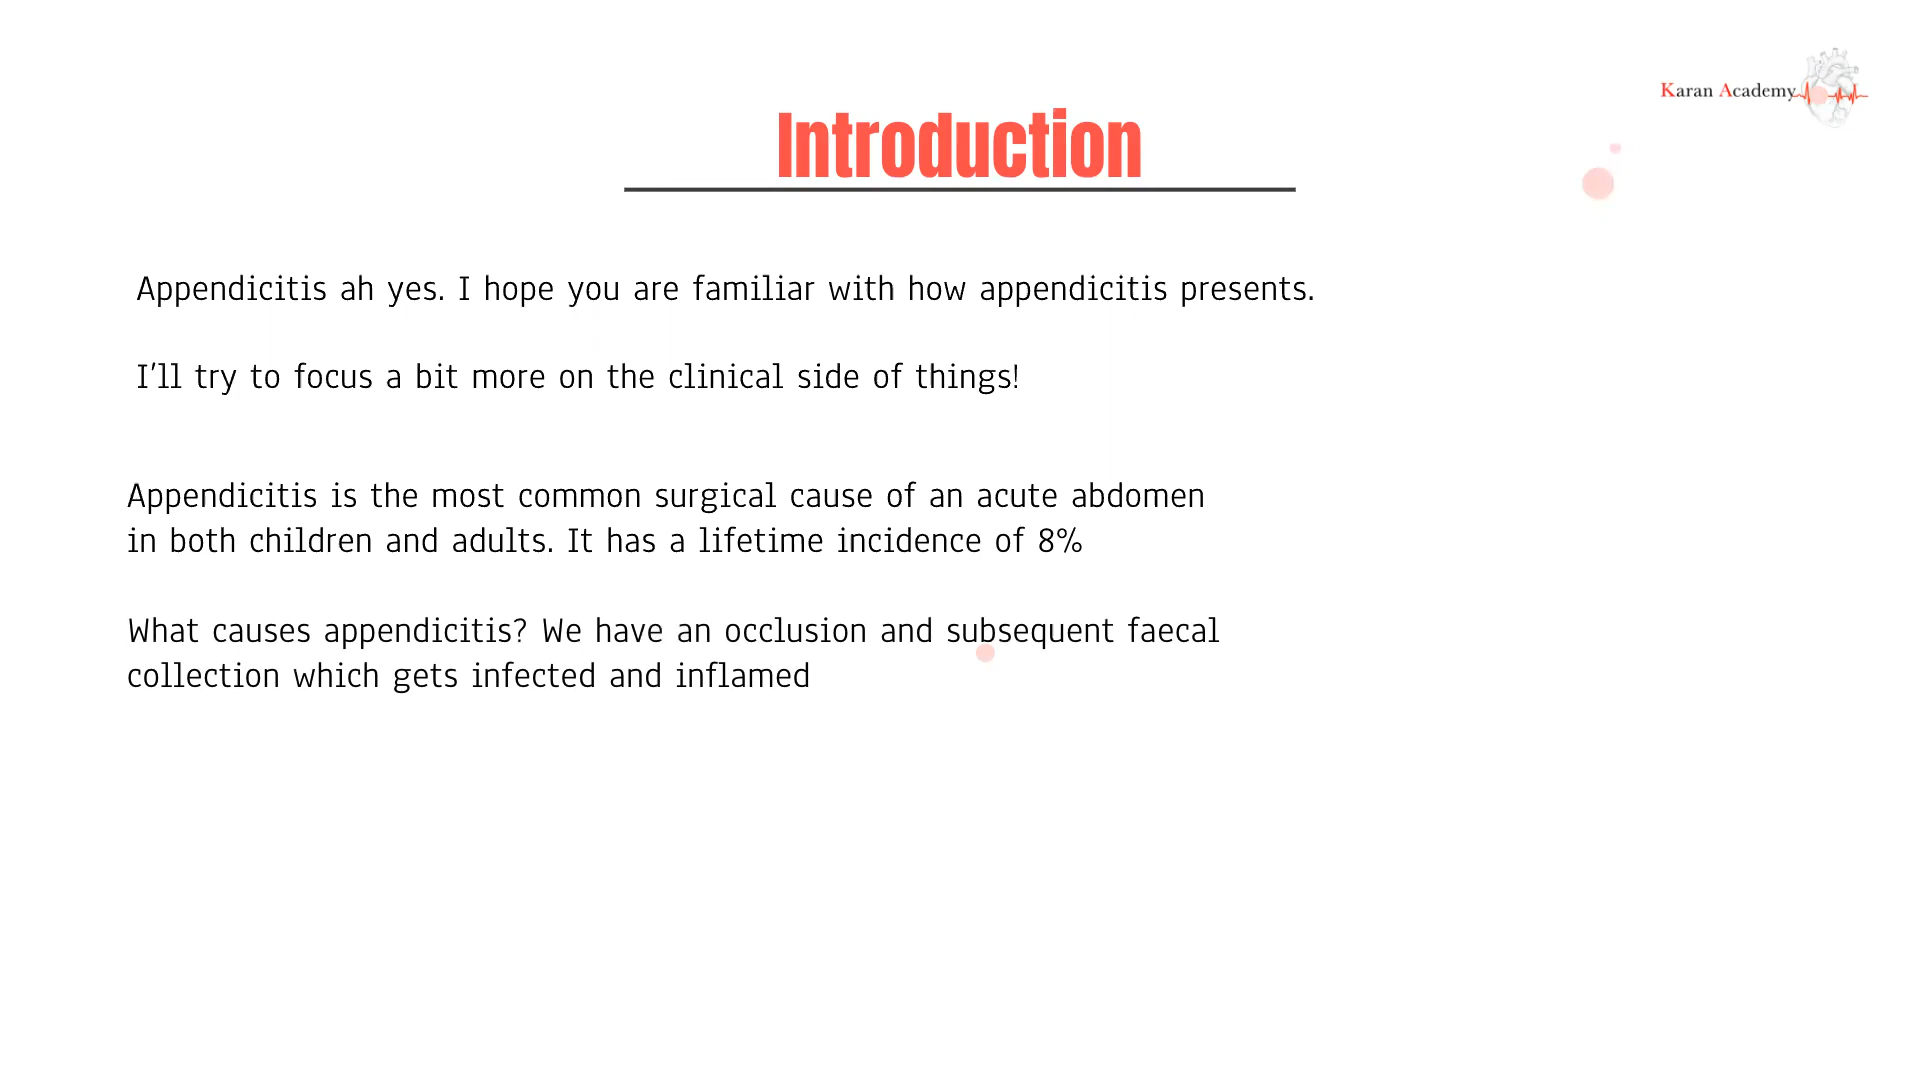 Karan Academy
Introduction
Appendicitis ah yes. I hope you are familiar with how appendicitis presents.
I'll try to focus a bit more on the clinical side of things!
Appendicitis is the most common surgical cause of an acute abdomen
in both children and adults. It has a lifetime incidence of 8%
What causes appendicitis? We have an occlusion and subsequent faecal
collection which gets infected and inflamed